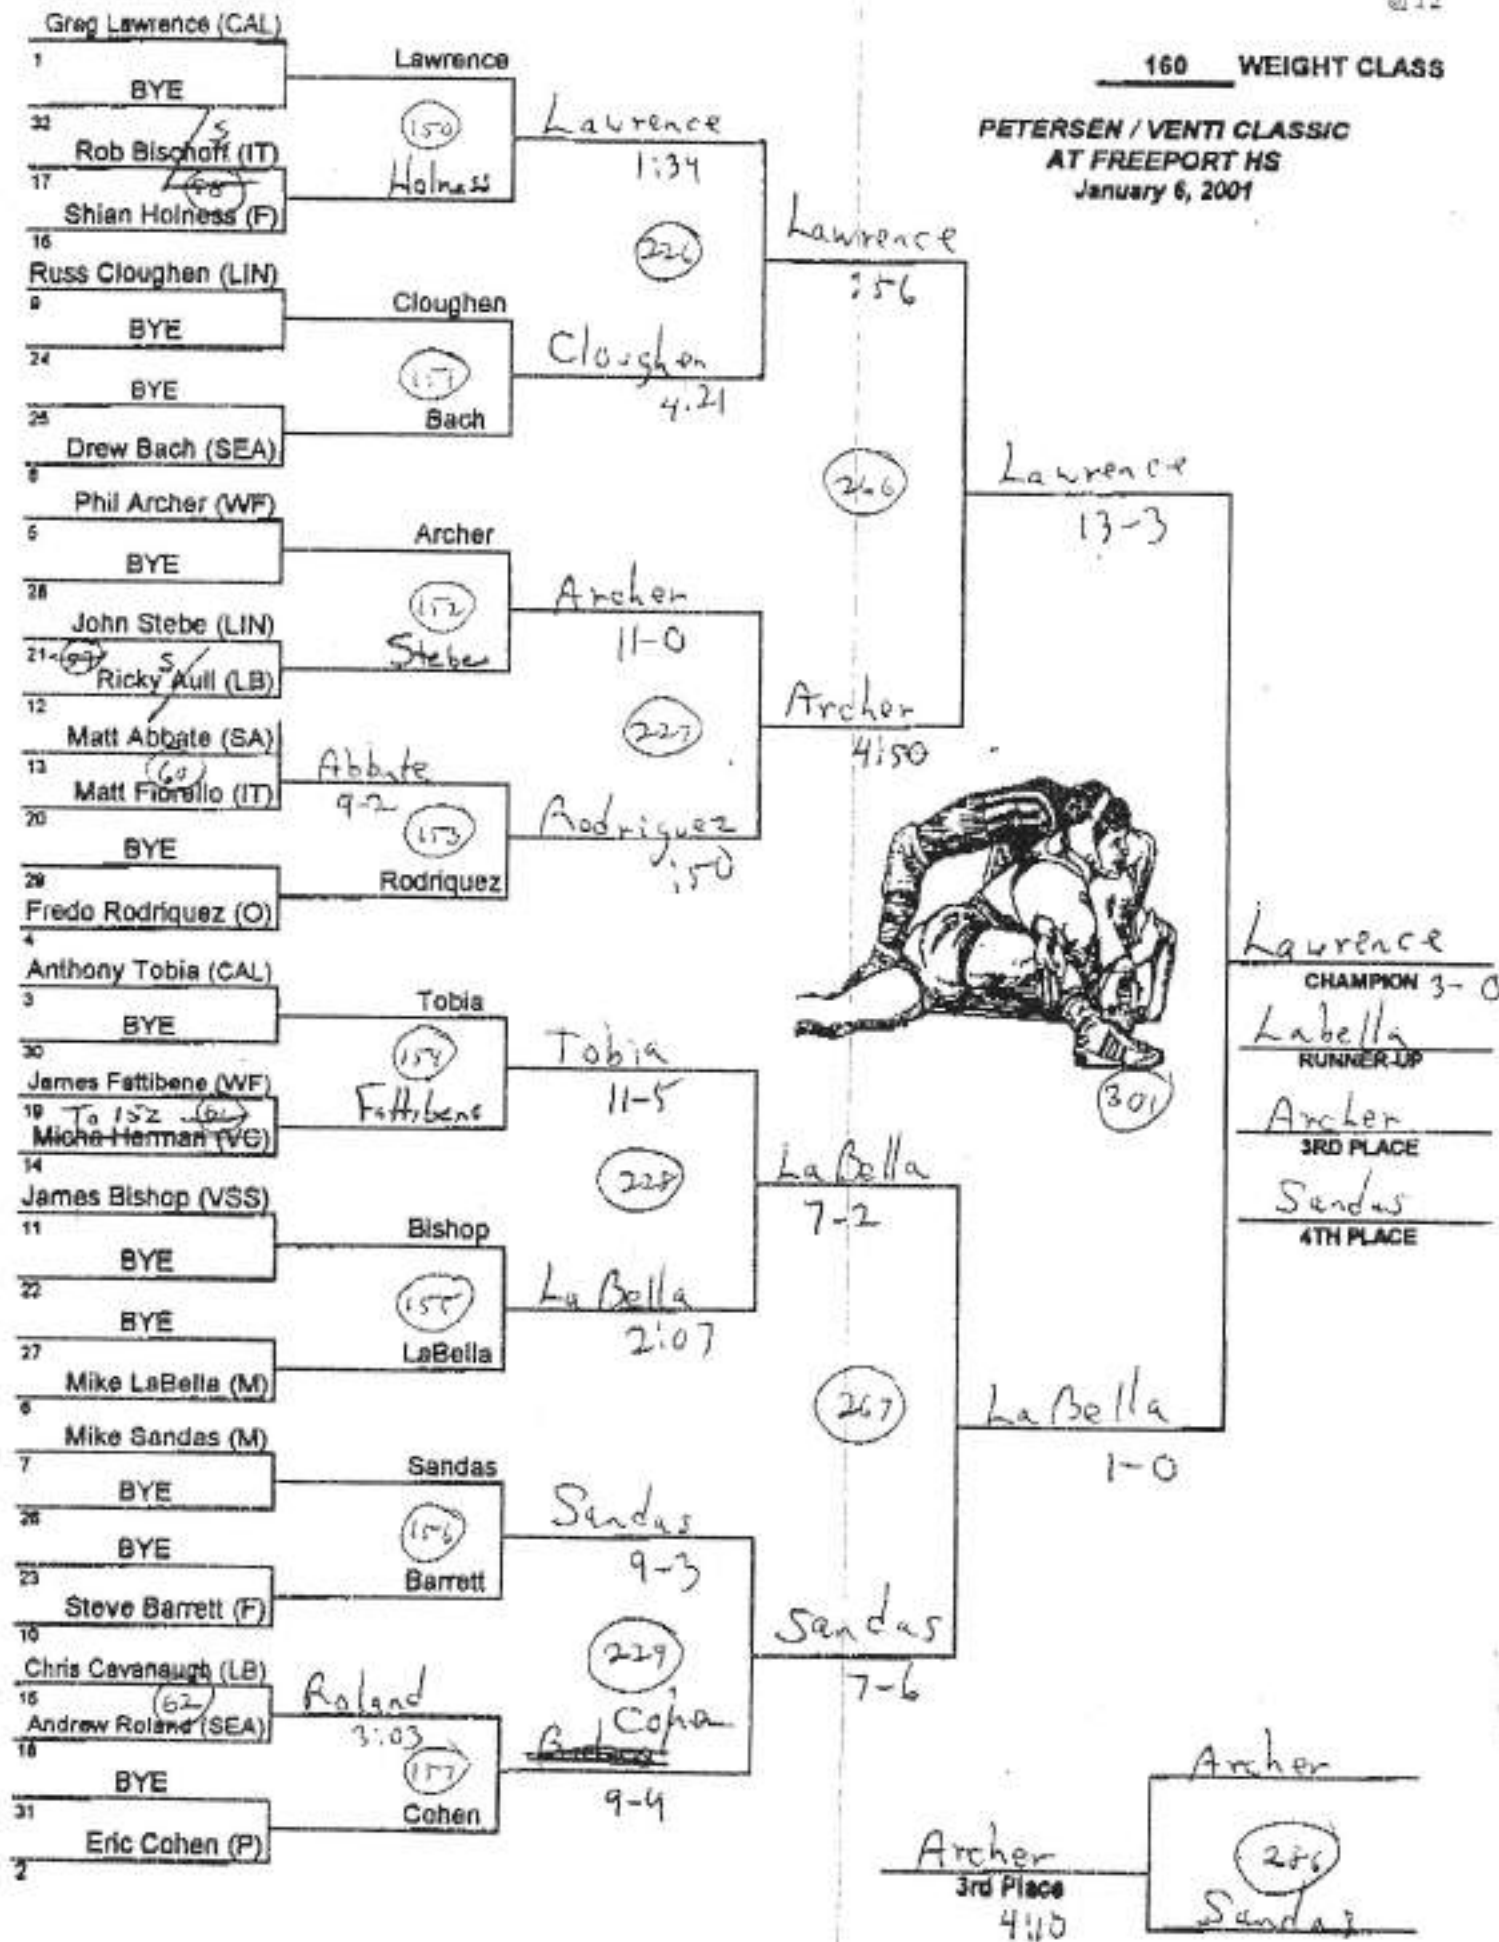 160 WEIGHT CLASS
PETERSEN / VENTI CLASSIC
AT FREEPORT HS
January 6, 2001
Greg Lawrence (CAL)
1
BYE
32
Rob Bischoff (IT)
17
Shian Holness (F)
16
Russ Cloughen (LIN)
9
BYE
24
BYE
25
Drew Bach (SEA)
8
Phil Archer (WF)
5
BYE
28
John Stebe (LIN)
21
Ricky Aull (LB)
12
Matt Abbate (SA)
13
60
Matt Fiorello (IT)
20
BYE
29
Fredo Rodriquez (O)
4
Anthony Tobia (CAL)
3
BYE
30
James Fattibene (WF)
19 To 152
Micha Herman (VC)
14
James Bishop (VSS)
11
BYE
22
BYE
27
Mike LaBella (M)
6
Mike Sandas (M)
7
BYE
26
BYE
23
Steve Barrett (F)
10
Chris Cavanaugh (LB)
15
62
Andrew Roland (SEA)
18
BYE
31
Eric Cohen (P)
2
Lawrence
150
Holness
Cloughen
151
Bach
Archer
152
Stebe
Abbate
9-2
153
Rodriquez
Tobia
154
Fattibene
Bishop
155
LaBella
Sandas
156
Barrett
Roland
3:03
157
Cohen
Lawrence
1:34
226
Cloughen
4:21
Archer
11-0
227
Rodriguez
:50
Tobia
11-5
228
La Bella
2:07
Sandas
9-3
229
9-4
Lawrence
:56
266
Archer
4:50
La Bella
7-2
267
Sandas
7-6
Lawrence
13-3
301
La Bella
1-0
Lawrence
CHAMPION 3-0
Labella
RUNNER-UP
Archer
3RD PLACE
Sandas
4TH PLACE
Archer
286
Sandas
Archer
3rd Place
4:10